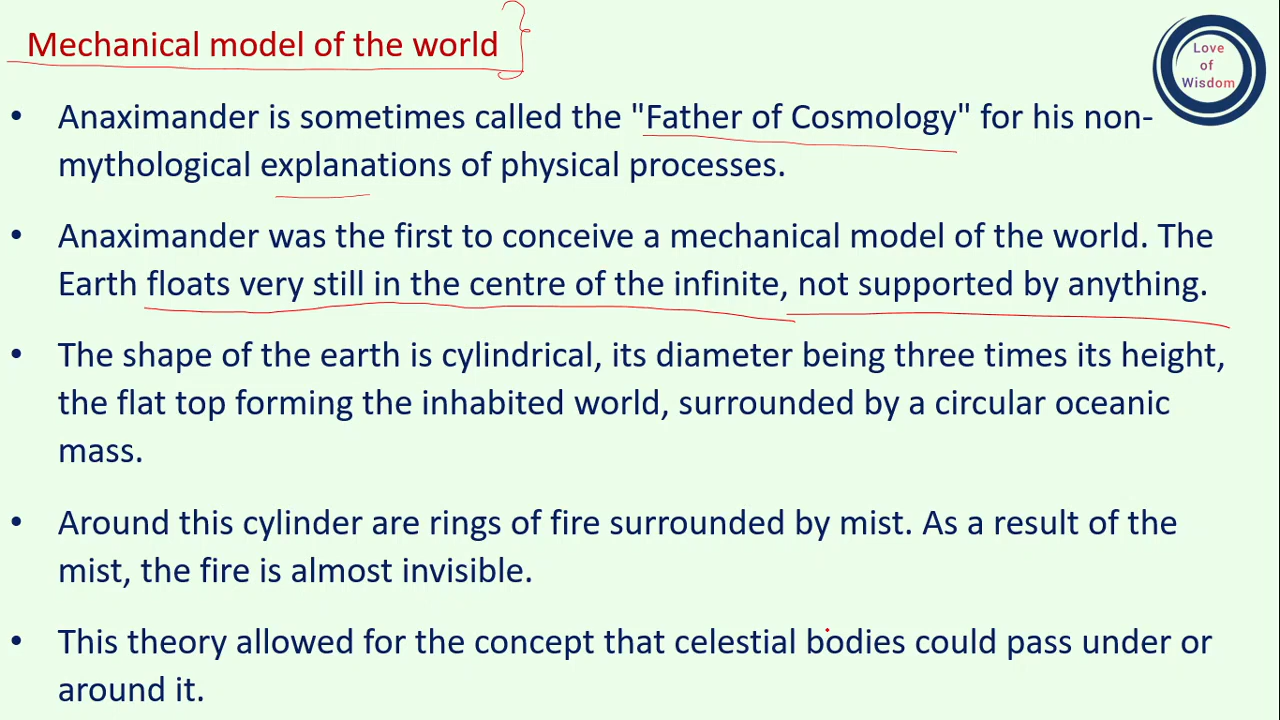 Mechanical model of the world
Love
of
Wisdom
• Anaximander is sometimes called the "Father of Cosmology" for his non-
mythological explanations of physical processes.
• Anaximander was the first to conceive a mechanical model of the world. The
Earth floats very still in the centre of the infinite, not supported by anything.
• The shape of the earth is cylindrical, its diameter being three times its height,
the flat top forming the inhabited world, surrounded by a circular oceanic
mass.
• Around this cylinder are rings of fire surrounded by mist. As a result of the
mist, the fire is almost invisible.
• This theory allowed for the concept that celestial bodies could pass under or
around it.